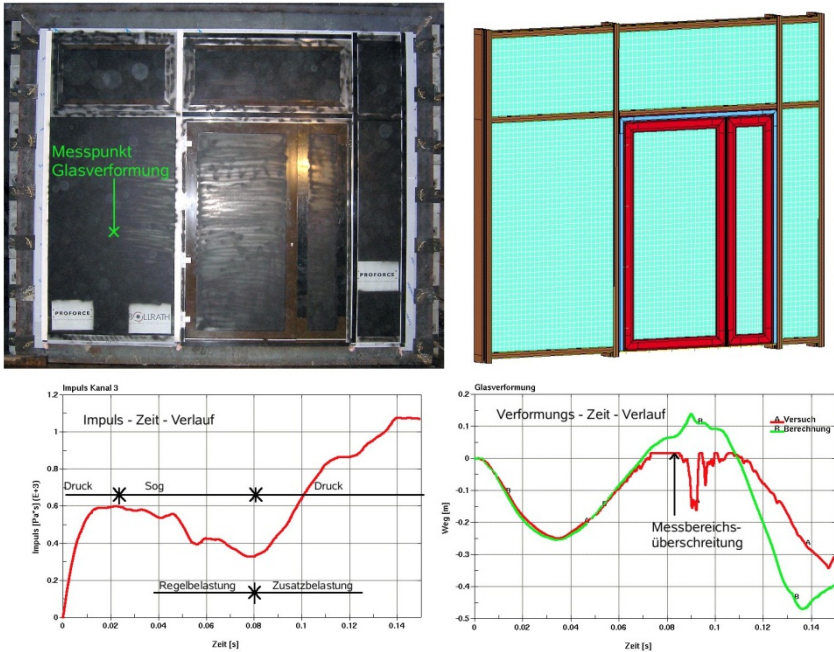 Messpunkt
Glasverformung
PROFORCE
PROFORCE
Impuls Kanal 3
Impuls - Zeit - Verlauf
1.2
1
0.8
0.6
0.4
0.2
0
Druck
Sog
Druck
Regelbelastung
Zusatzbelastung
Impuls [Pa*s] (E+3)
0
0.02
0.04
0.06
0.08
0.1
0.12
0.14
Zeit [s]
Glasverformung
Verformungs - Zeit - Verlauf
A Versuch
B Berechnung
0.2
0.1
0
-0.1
-0.2
-0.3
-0.4
-0.5
Weg [m]
Messbereichs-
überschreitung
B
B
A
B
0
0.02
0.04
0.06
0.08
0.1
0.12
0.14
Zeit [s]